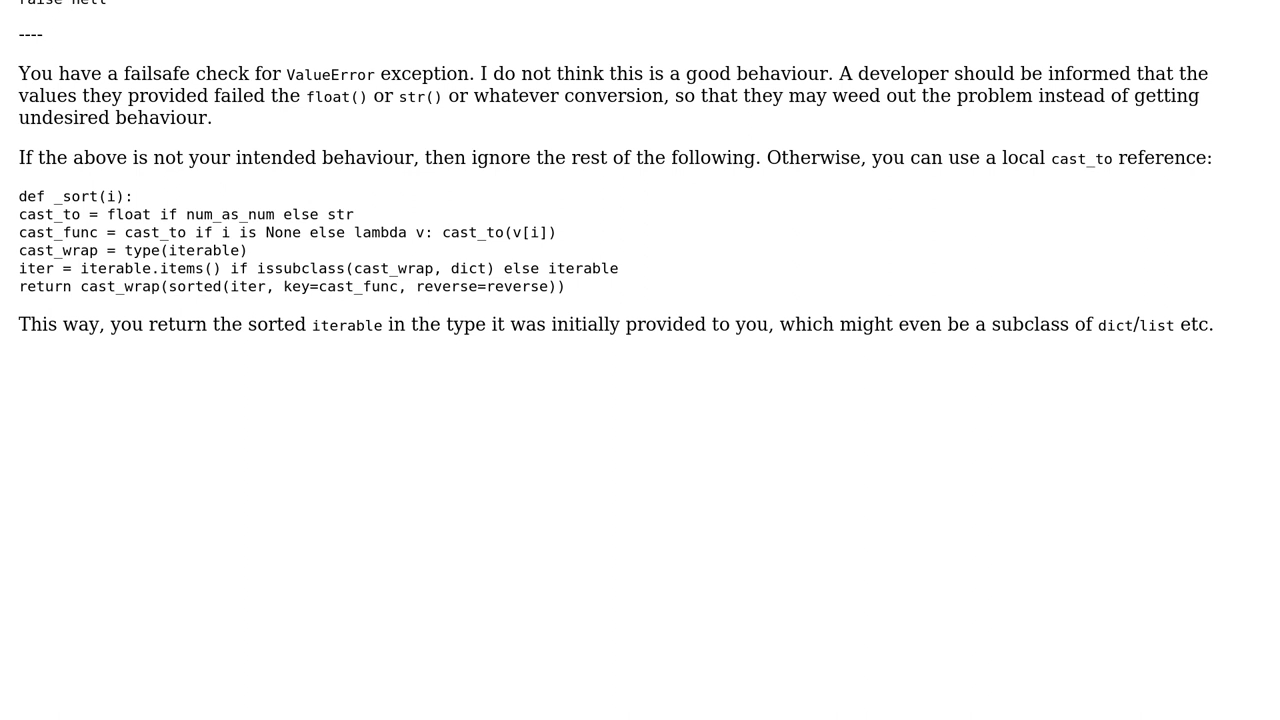 ----
You have a failsafe check for ValueError exception. I do not think this is a good behaviour. A developer should be informed that the
values they provided failed the float() or str() or whatever conversion, so that they may weed out the problem instead of getting
undesired behaviour.
If the above is not your intended behaviour, then ignore the rest of the following. Otherwise, you can use a local cast_to reference:
def _sort(i):
cast_to = float if num_as_num else str
cast_func = cast_to if i is None else lambda v: cast_to(v[i])
cast_wrap = type(iterable)
iter = iterable.items() if issubclass(cast_wrap, dict) else iterable
return cast_wrap(sorted(iter, key=cast_func, reverse=reverse))
This way, you return the sorted iterable in the type it was initially provided to you, which might even be a subclass of dict/list etc.